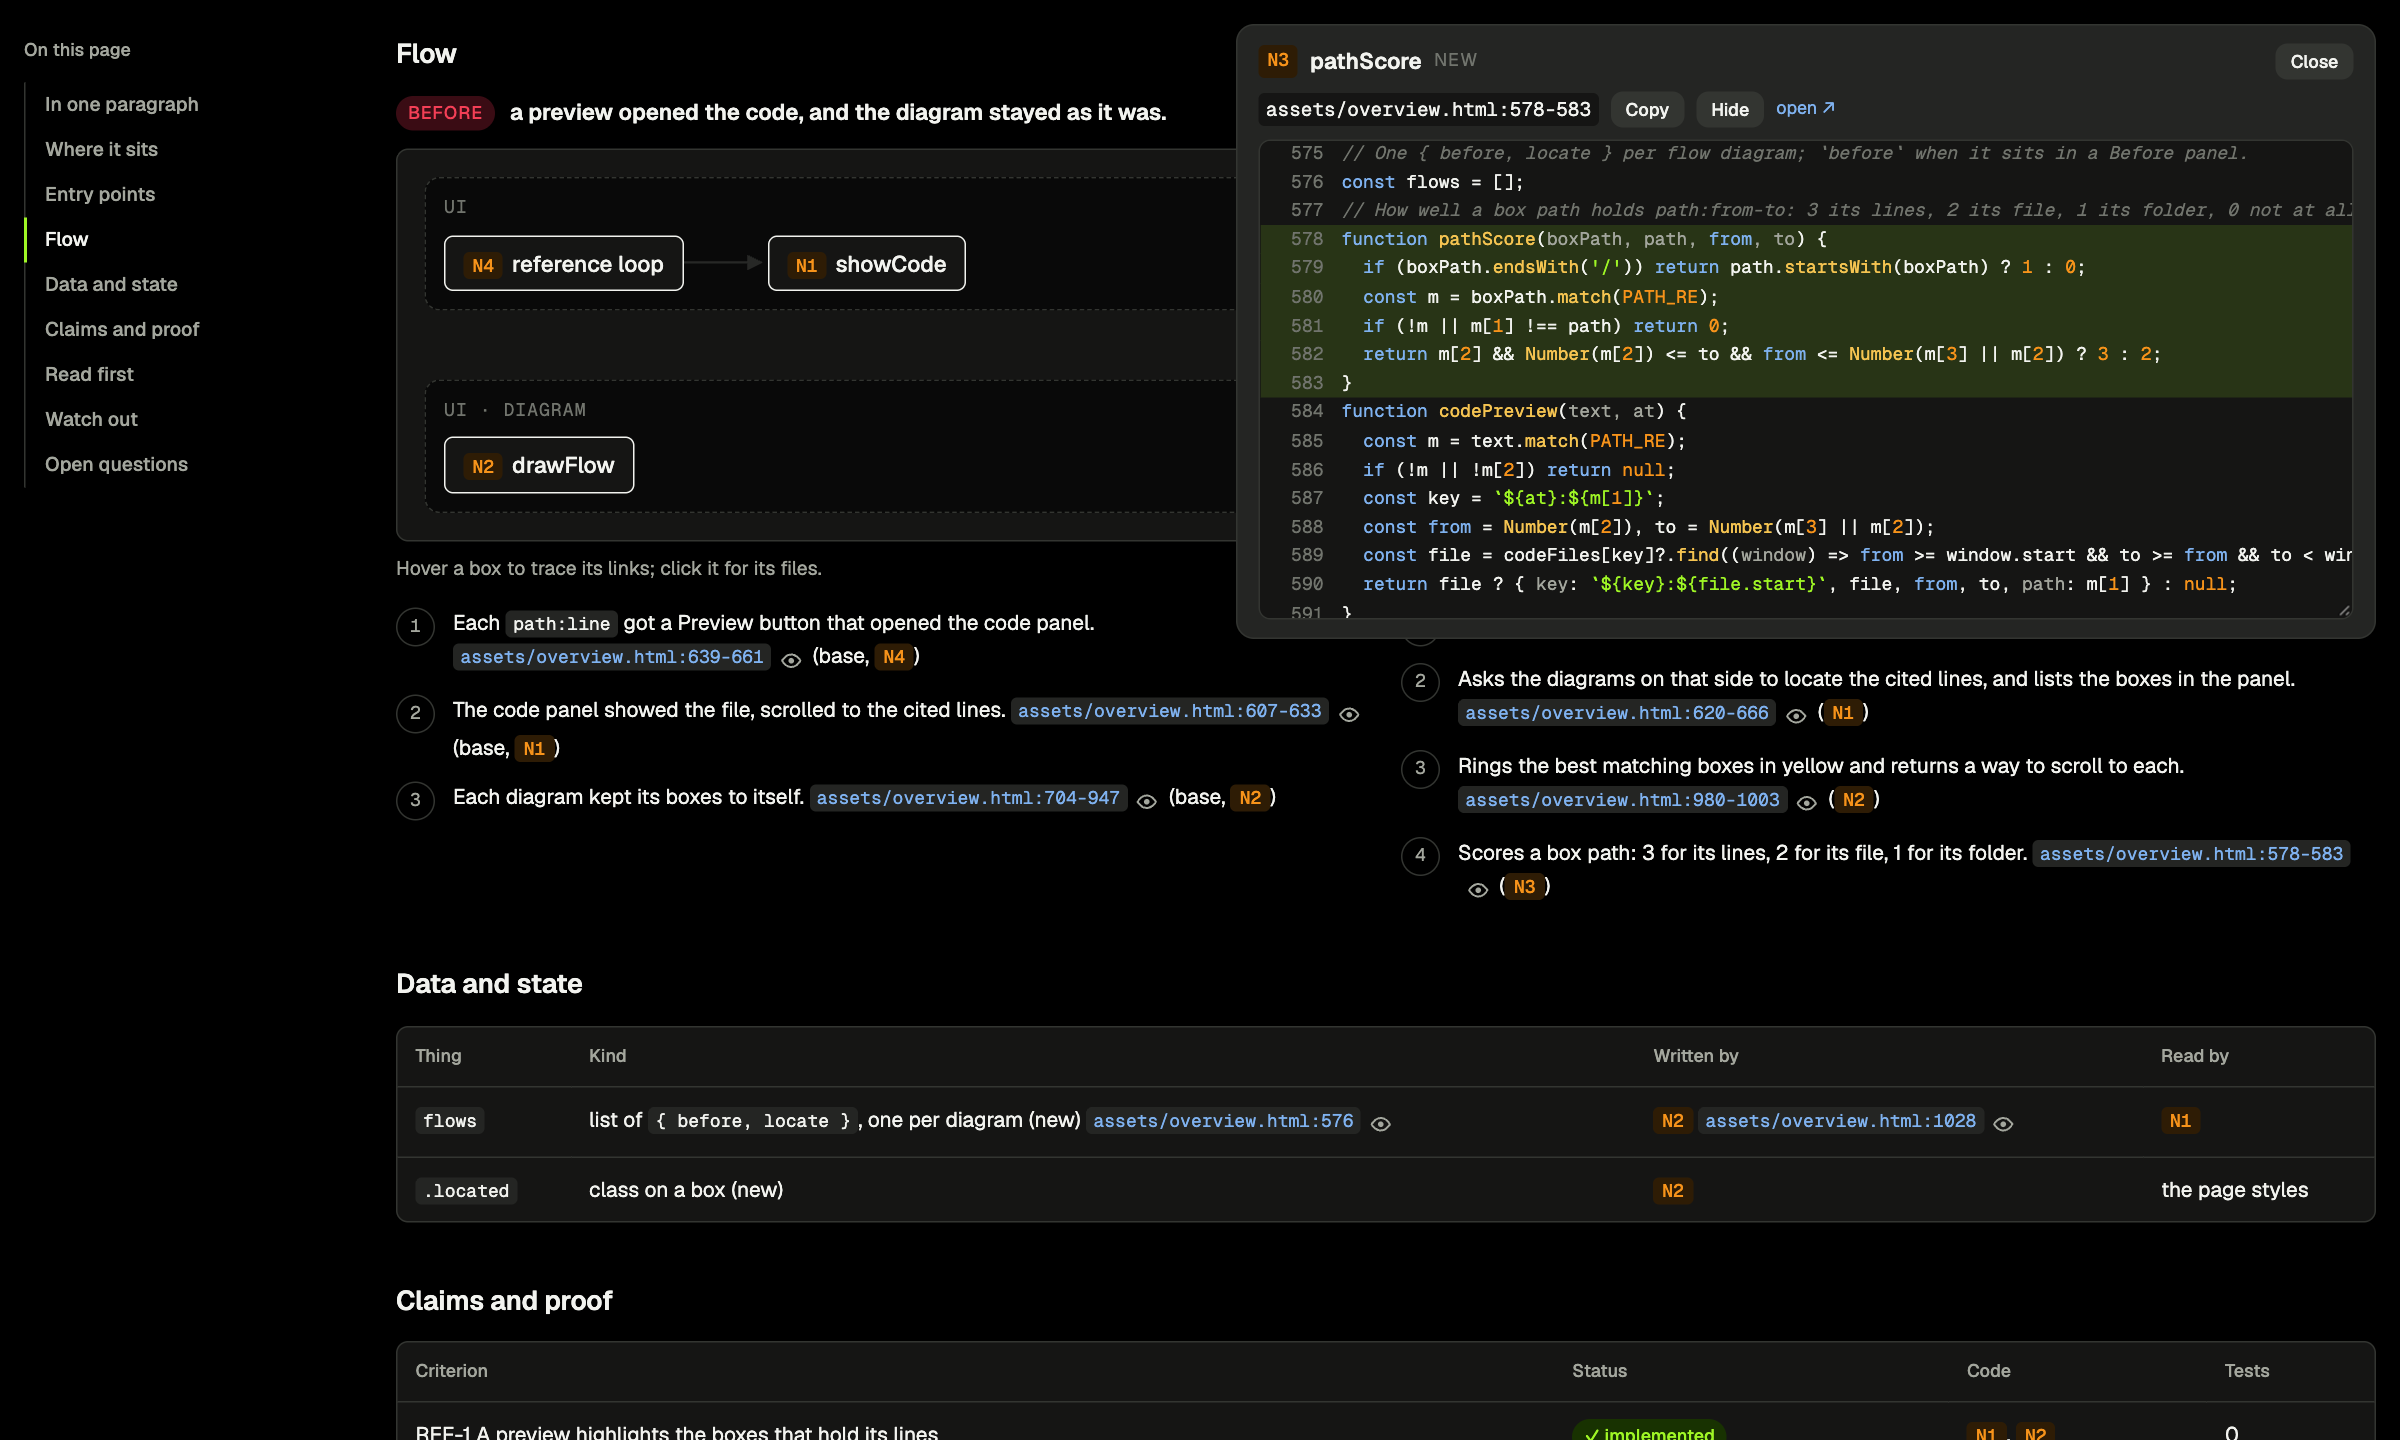 On this page
In one paragraph
Where it sits
Entry points
Flow
Data and state
Claims and proof
Read first
Watch out
Open questions
Flow
BEFORE a preview opened the code, and the diagram stayed as it was.
UI
N4 reference loop
N1 showCode
UI · DIAGRAM
N2 drawFlow
Hover a box to trace its links; click it for its files.
1 Each path:line got a Preview button that opened the code panel.
assets/overview.html:639-661 (base, N4)
2 The code panel showed the file, scrolled to the cited lines. assets/overview.html:607-633
(base, N1)
3 Each diagram kept its boxes to itself. assets/overview.html:704-947 (base, N2)
N3 pathScore NEW
Close
assets/overview.html:578-583 Copy Hide open ↗
575 // One { before, locate } per flow diagram; `before` when it sits in a Before panel.
576 const flows = [];
577 // How well a box path holds path:from-to: 3 its lines, 2 its file, 1 its folder, 0 not at all
578 function pathScore(boxPath, path, from, to) {
579 if (boxPath.endsWith('/')) return path.startsWith(boxPath) ? 1 : 0;
580 const m = boxPath.match(PATH_RE);
581 if (!m || m[1] !== path) return 0;
582 return m[2] && Number(m[2]) <= to && from <= Number(m[3] || m[2]) ? 3 : 2;
583 }
584 function codePreview(text, at) {
585 const m = text.match(PATH_RE);
586 if (!m || !m[2]) return null;
587 const key = `${at}:${m[1]}`;
588 const from = Number(m[2]), to = Number(m[3] || m[2]);
589 const file = codeFiles[key]?.find((window) => from >= window.start && to >= from && to < win
590 return file ? { key: `${key}:${file.start}`, file, from, to, path: m[1] } : null;
591 }
2 Asks the diagrams on that side to locate the cited lines, and lists the boxes in the panel.
assets/overview.html:620-666 (N1)
3 Rings the best matching boxes in yellow and returns a way to scroll to each.
assets/overview.html:980-1003 (N2)
4 Scores a box path: 3 for its lines, 2 for its file, 1 for its folder. assets/overview.html:578-583
(N3)
Data and state
Thing Kind Written by Read by
flows list of { before, locate }, one per diagram (new) assets/overview.html:576 N2 assets/overview.html:1028 N1
.located class on a box (new) N2 the page styles
Claims and proof
Criterion Status Code Tests
REF-1 A preview highlights the boxes that hold its lines ✓ implemented N1, N2 0